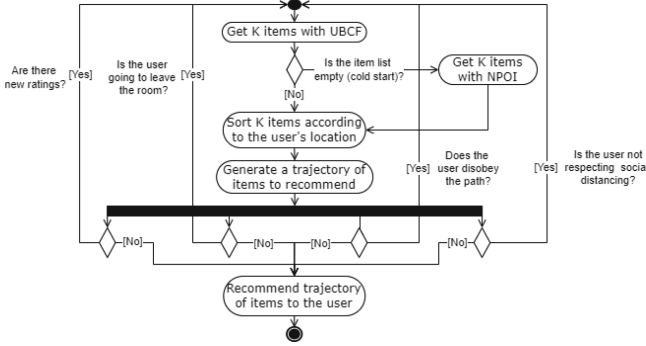 Get K items with UBCF
Are there
new ratings?
[Yes]
Is the user
going to leave
the room?
[Yes]
Is the item list
empty (cold start)?
Get K items
with NPOI
[No]
Sort K items according
to the user's location
Generate a trajectory of
items to recommend
[Yes]
Does the
user disobey
the path?
[Yes]
Is the user not
respecting socia
distancing?
[No]
[No]
[No]
[No]
Recommend trajectory
of items to the user